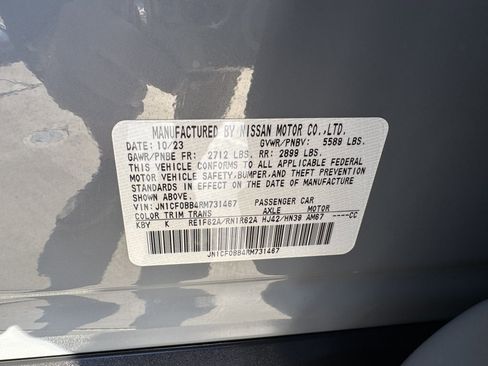 MANUFACTURED BY NISSAN MOTOR CO.,LTD.
DATE: 10/23 GVWR/PNBV: 5589 LBS.
GAWR/PNBE FR: 2712 LBS. RR: 2899 LBS.
THIS VEHICLE CONFORMS TO ALL APPLICABLE FEDERAL
MOTOR VEHICLE SAFETY,BUMPER,AND THEFT PREVENTION
STANDARDS IN EFFECT ON THE DATE OF MANUFACTURE
SHOWN ABOVE.
VIN: JN1CF0BB4RM731467 PASSENGER CAR
COLOR TRIM TRANS AXLE MOTOR
KBY K RE1F62A/RN1R62A HJ42/HN38 AM67 ----CC
JN1CF0BB4RM731467